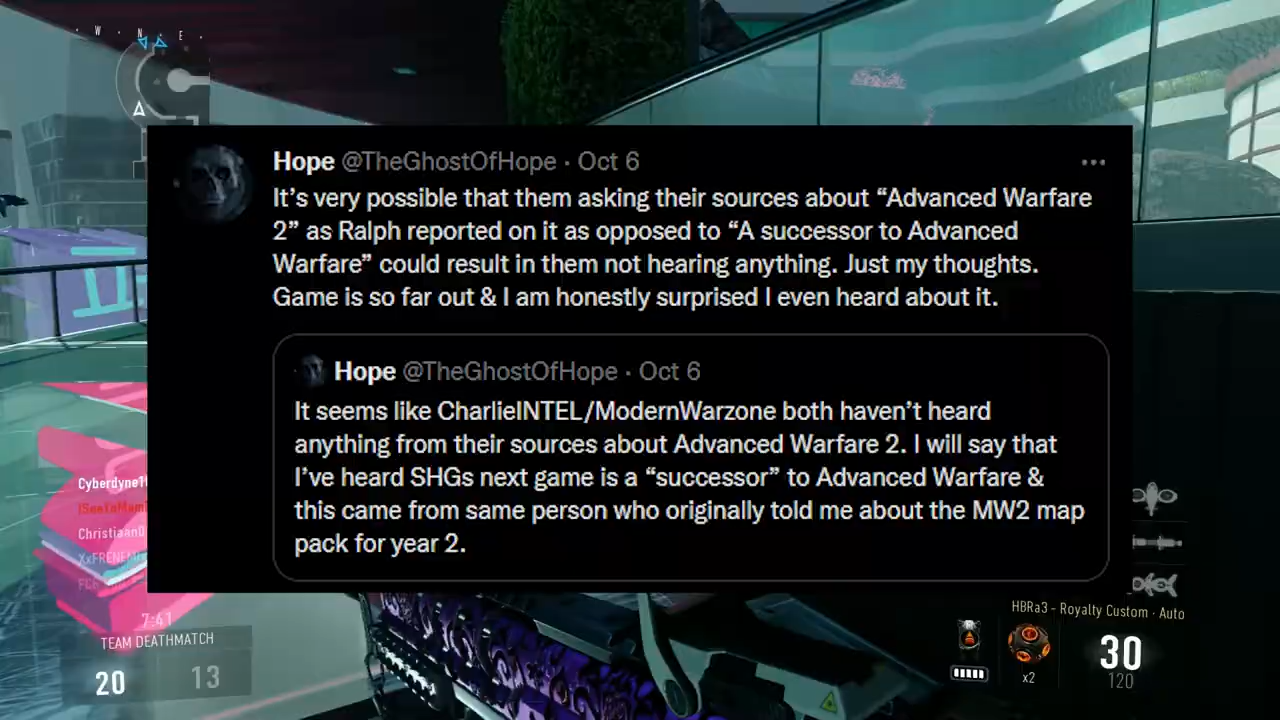 W N E
Hope @TheGhostOfHope · Oct 6
It’s very possible that them asking their sources about “Advanced Warfare
2” as Ralph reported on it as opposed to “A successor to Advanced
Warfare” could result in them not hearing anything. Just my thoughts.
Game is so far out & I am honestly surprised I even heard about it.
Hope @TheGhostOfHope · Oct 6
It seems like CharlieINTEL/ModernWarzone both haven’t heard
anything from their sources about Advanced Warfare 2. I will say that
I’ve heard SHGs next game is a “successor” to Advanced Warfare &
this came from same person who originally told me about the MW2 map
pack for year 2.
7:41
TEAM DEATHMATCH
20 13
HBRa3 - Royalty Custom · Auto
x2
30
120